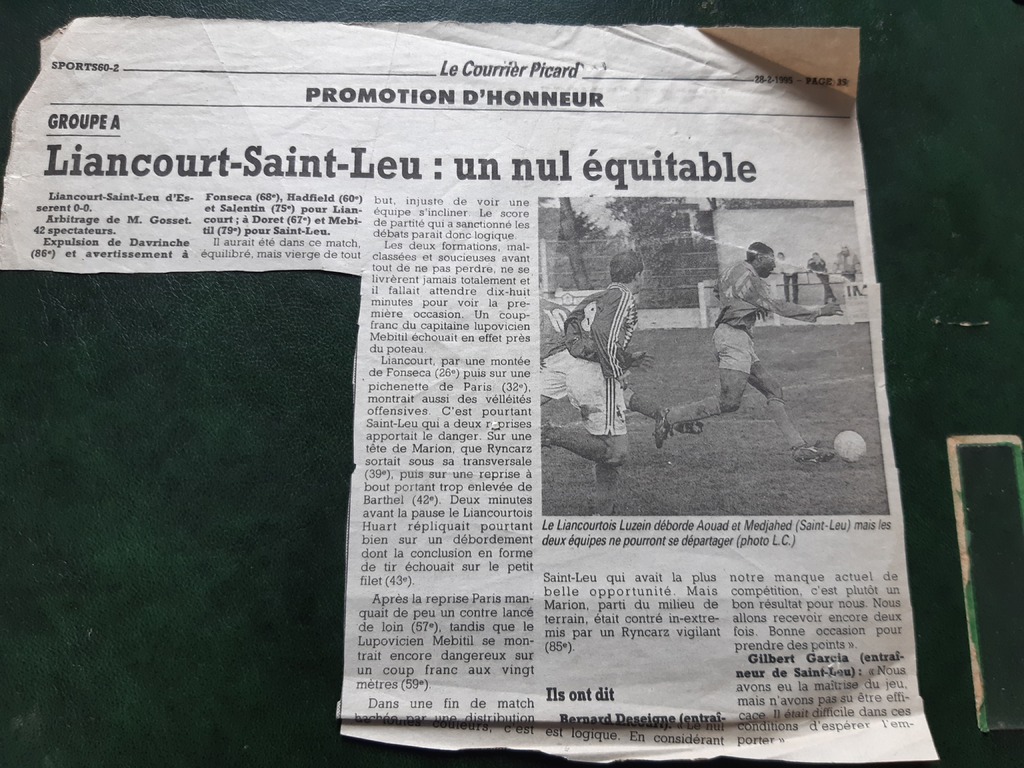 SPORTS60-2
Le Courrier Picard
28-2-1995 - PAGE 25
PROMOTION D'HONNEUR
GROUPE A
Liancourt-Saint-Leu : un nul équitable
Liancourt-Saint-Leu d'Es-
serent 0-0.
Arbitrage de M. Gosset.
42 spectateurs.
Expulsion de Davrinche
(86e) et avertissement à
Fonseca (68e), Hadfield (60e)
et Salentin (75e) pour Lian-
court ; à Doret (67e) et Mebi-
til (79e) pour Saint-Leu.
Il aurait été dans ce match,
équilibré, mais vierge de tout
but, injuste de voir une
équipe s'incliner. Le score
de parité qui a sanctionné les
débats parait donc logique.
Les deux formations, mal-
classées et soucieuses avant
tout de ne pas perdre, ne se
livrèrent jamais totalement et
il fallait attendre dix-huit
minutes pour voir la pre-
mière occasion. Un coup-
franc du capitaine lupovicien
Mebitil échouait en effet près
du poteau.
Liancourt, par une montée
de Fonseca (26e) puis sur une
pichenette de Paris (32e),
montrait aussi des vélléités
offensives. C'est pourtant
Saint-Leu qui a deux reprises
apportait le danger. Sur une
tête de Marion, que Ryncarz
sortait sous sa transversale
(39e), puis sur une reprise à
bout portant trop enlevée de
Barthel (42e). Deux minutes
avant la pause le Liancourtois
Huart répliquait pourtant
bien sur un débordement
dont la conclusion en forme
de tir échouait sur le petit
filet (43e).
Après la reprise Paris man-
quait de peu un contre lancé
de loin (57e), tandis que le
Lupovicien Mebitil se mon-
trait encore dangereux sur
un coup franc aux vingt
mètres (59e).
Dans une fin de match
hachée par une distribution
couleurs, c'est
Le Liancourtois Luzein déborde Aouad et Medjahed (Saint-Leu) mais les
deux équipes ne pourront se départager (photo L.C.)
Saint-Leu qui avait la plus
belle opportunité. Mais
Marion, parti du milieu de
terrain, était contré in-extre-
mis par un Ryncarz vigilant
(85e).
Ils ont dit
Bernard Deseigne (entraî-
est logique. En considérant
notre manque actuel de
compétition, c'est plutôt un
bon résultat pour nous. Nous
allons recevoir encore deux
fois. Bonne occasion pour
prendre des points ».
Gilbert Garcia (entraî-
neur de Saint-Leu) : « Nous
avons eu la maîtrise du jeu,
mais n'avons pas su être effi-
cace. Il était difficile dans ces
conditions d'espérer l'em-
porter »